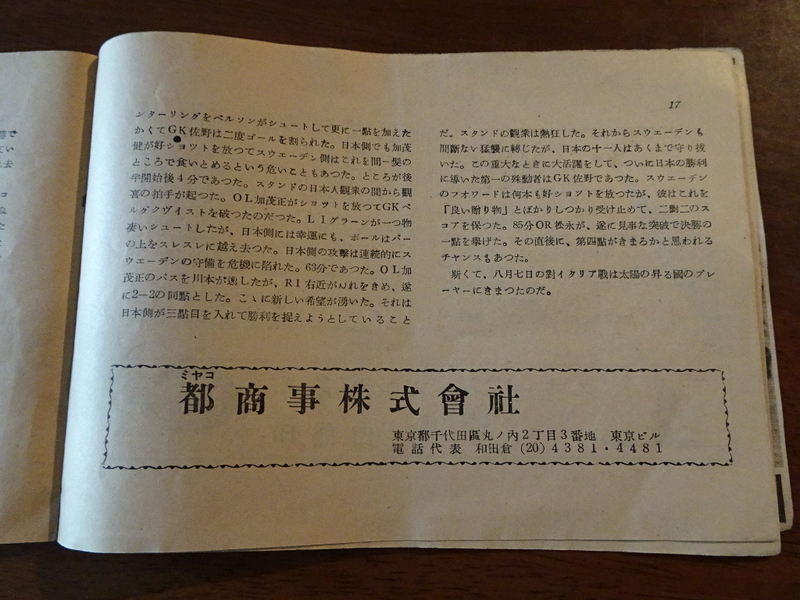 17
ンターリングをペルソンがシュートして更に一點を加えた
かくてGK佐野は二度ゴールを割られた。日本側でも加茂
健が好ショットを放つてスウェーデン側はこれを間一髪の
ところで食いとめるという危いこともあつた。ところが後
半開始後4分であつた。スタンドの日本人觀衆の間から觀
喜の拍手が起つた。OL加茂正がショツトを放つてGKベ
ルグクヴイストを破つたのだつた。LIグラーンが一つ物
凄いシュートしたが、日本側には幸運にも、ボールはバー
の上をスレスレに越え去つた。日本側の攻撃は連續的にス
ウエーデンの守備を危機に陥れた。63分であつた。OL加
茂正のパスを川本が逃したが、RI右近がこれをきめ、遂
に2−2の同點とした。こゝに新しい希望が湧いた。それは
日本側が三點目を入れて勝利を捉えようとしていること
だ。スタンドの觀衆は熱狂した。それからスウエーデンも
間斷ない猛襲に轉じたが、日本の十一人はあくまで守り拔
いた。この重大なときに大活躍をして、ついに日本の勝利
に導いた第一の殊勳者はGK佐野であつた。スウエーデン
のフオワードは何本も好ショツトを放つたが、彼はこれを
『良い贈り物』とばかりしつかり受け止めて、二對二のス
コアを保つた。85分OR松永が、遂に見事な突破で決勝の
一點を擧げた。その直後に、第四點がきまるかと思われる
チャンスもあつた。
斯くて、八月七日の對イタリア戰は太陽の昇る國のプレ
ーヤーにきまつたのだ。
ミヤコ
都商事株式會社
東京都千代田區丸ノ內2丁目3番地 東京ビル
電話代表 和田倉(20)4381・4481